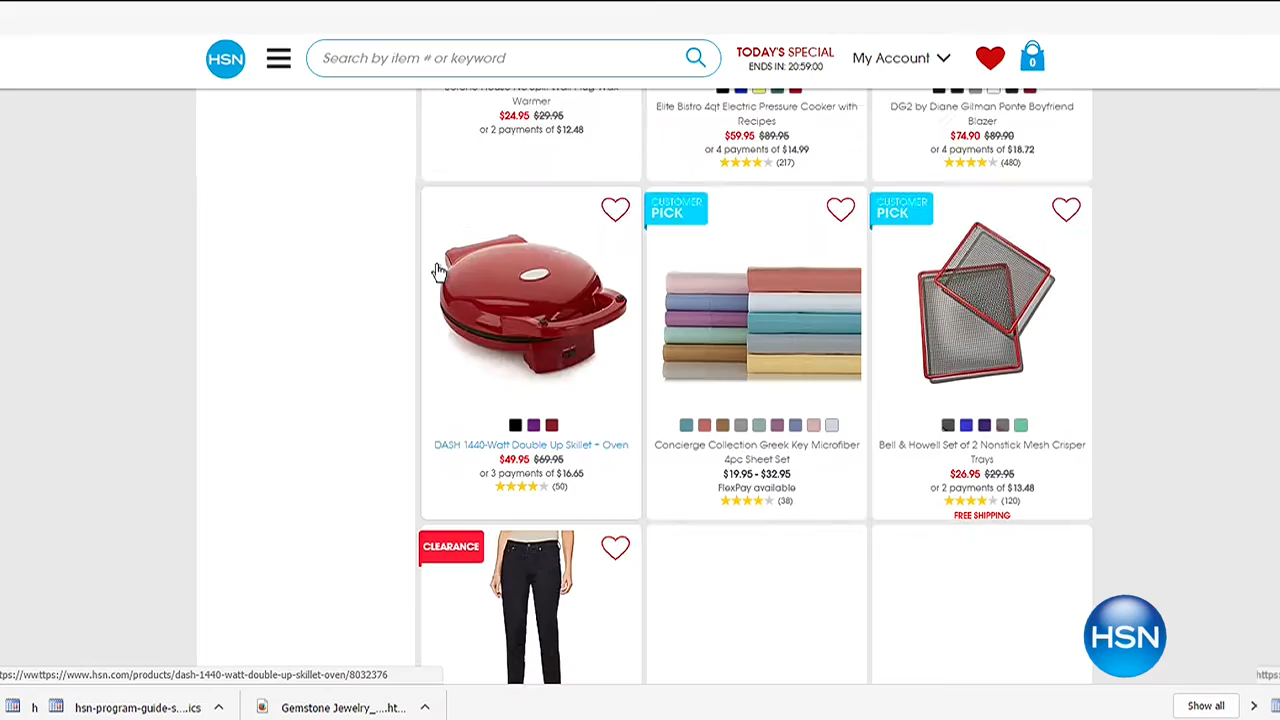 HSN
Search by item # or keyword
TODAY'S SPECIAL
ENDS IN: 20:59:00
My Account
0
Warmer
$24.95 $29.95
or 2 payments of $12.48
Elite Bistro 4qt Electric Pressure Cooker with
Recipes
$59.95 $89.95
or 4 payments of $14.99
(217)
DG2 by Diane Gilman Ponte Boyfriend
Blazer
$74.90 $89.90
or 4 payments of $18.72
(480)
DASH 1440-Watt Double Up Skillet + Oven
$49.95 $69.95
or 3 payments of $16.65
(50)
CUSTOMER
PICK
Concierge Collection Greek Key Microfiber
4pc Sheet Set
$19.95 - $32.95
FlexPay available
(38)
CUSTOMER
PICK
Bell & Howell Set of 2 Nonstick Mesh Crisper
Trays
$26.95 $29.95
or 2 payments of $13.48
(120)
FREE SHIPPING
CLEARANCE
HSN
tps://wwttps://www.hsn.com/products/dash-1440-watt-double-up-skillet-oven/8032376
https:
h
hsn-program-guide-s....ics
Gemstone Jewelry_....ht...
Show all